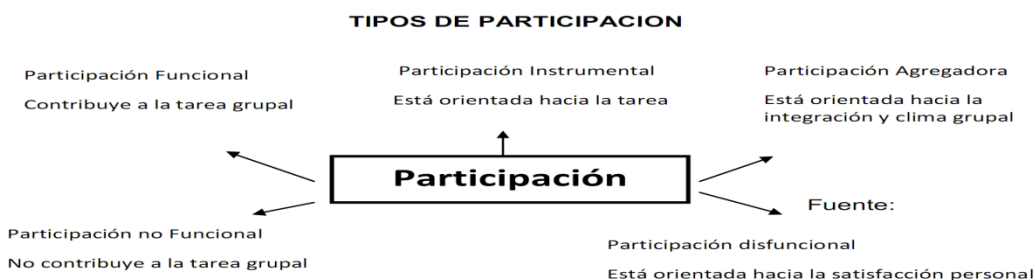 TIPOS DE PARTICIPACION
Participación Funcional
Contribuye a la tarea grupal
Participación Instrumental
Está orientada hacia la tarea
Participación Agregadora
Está orientada hacia la
integración y clima grupal
Participación
Fuente:
Participación no Funcional
No contribuye a la tarea grupal
Participación disfuncional
Está orientada hacia la satisfacción personal